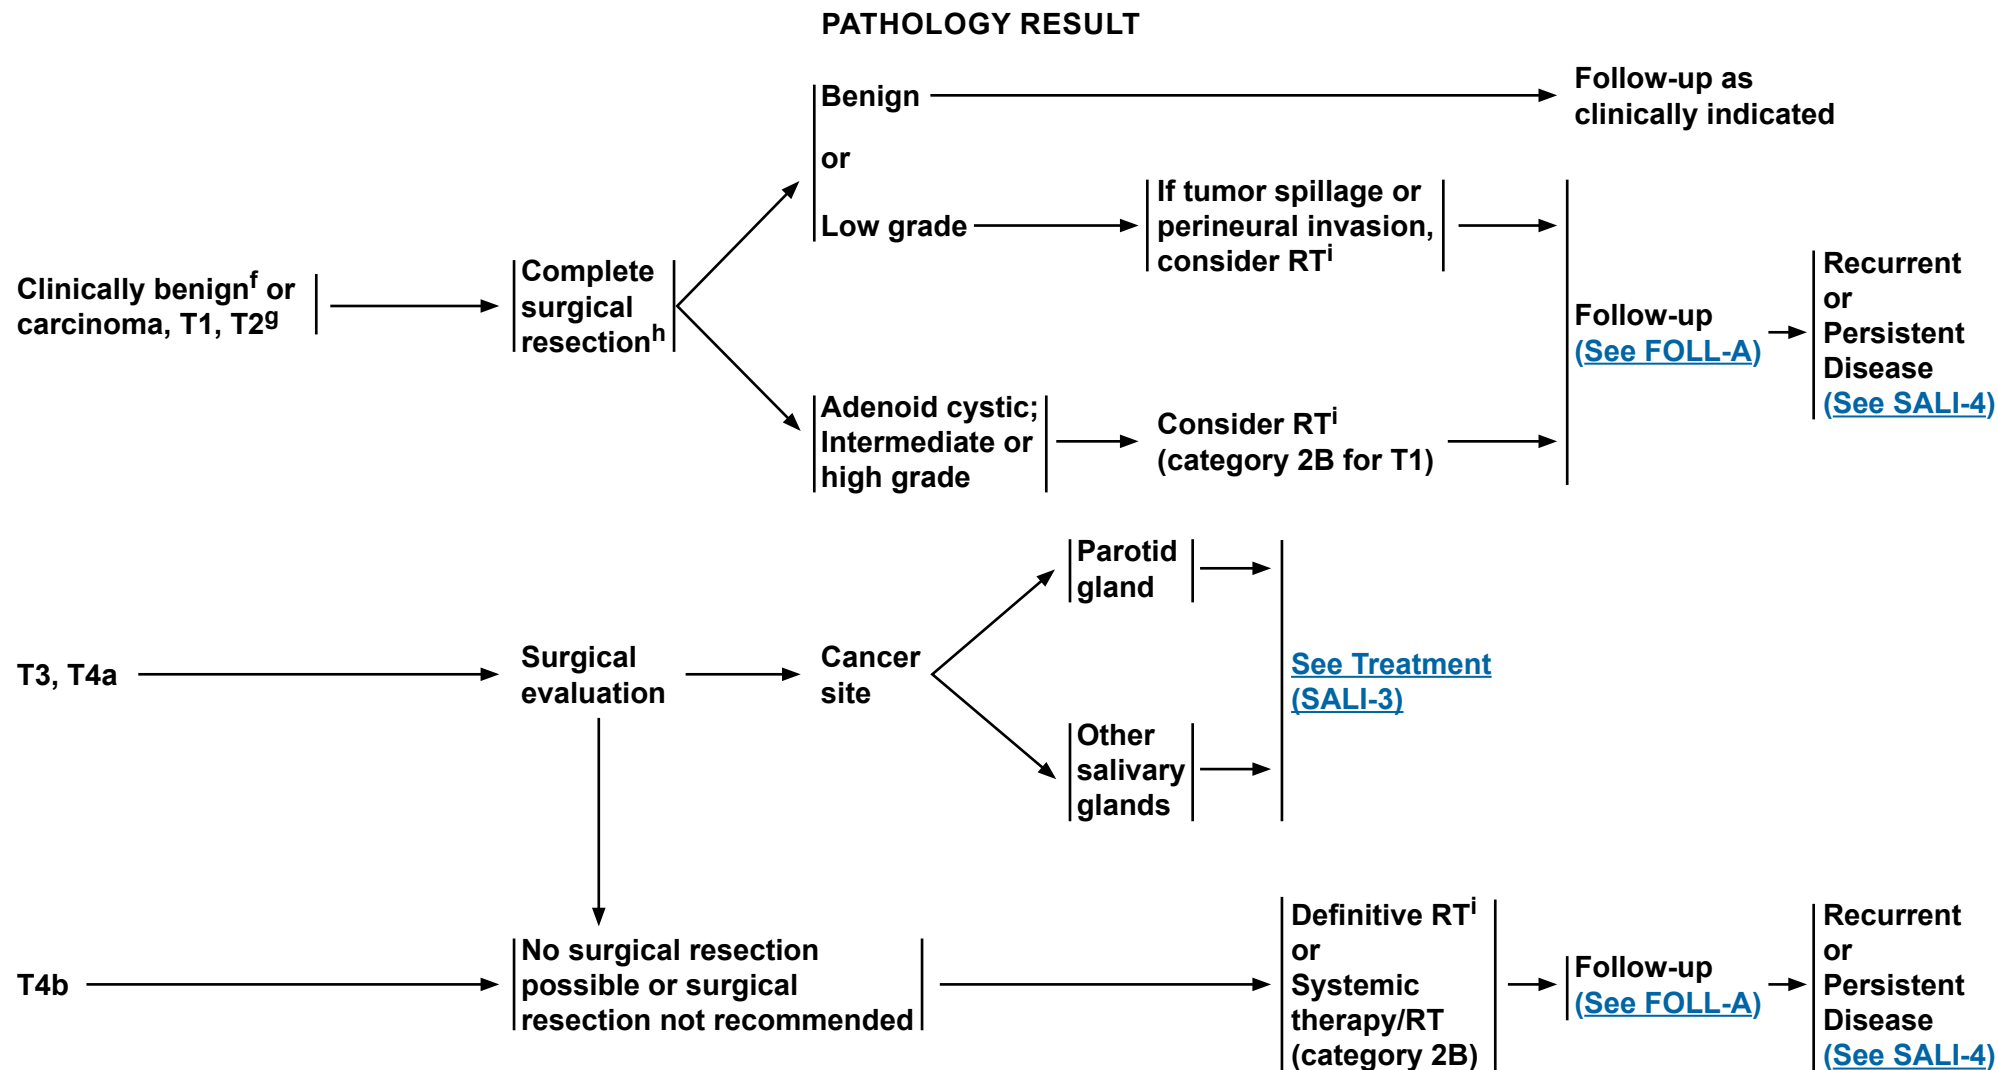 PATHOLOGY RESULT
Benign
Follow-up as
clinically indicated
or
Low grade
If tumor spillage or
perineural invasion,
consider RTi
Clinically benignf or
carcinoma, T1, T2g
Complete
surgical
resectionh
Follow-up
(See FOLL-A)
Recurrent
or
Persistent
Disease
(See SALI-4)
Adenoid cystic;
Intermediate or
high grade
Consider RTi
(category 2B for T1)
T3, T4a
Surgical
evaluation
Cancer
site
Parotid
gland
Other
salivary
glands
See Treatment
(SALI-3)
T4b
No surgical resection
possible or surgical
resection not recommended
Definitive RTi
or
Systemic
therapy/RT
(category 2B)
Follow-up
(See FOLL-A)
Recurrent
or
Persistent
Disease
(See SALI-4)